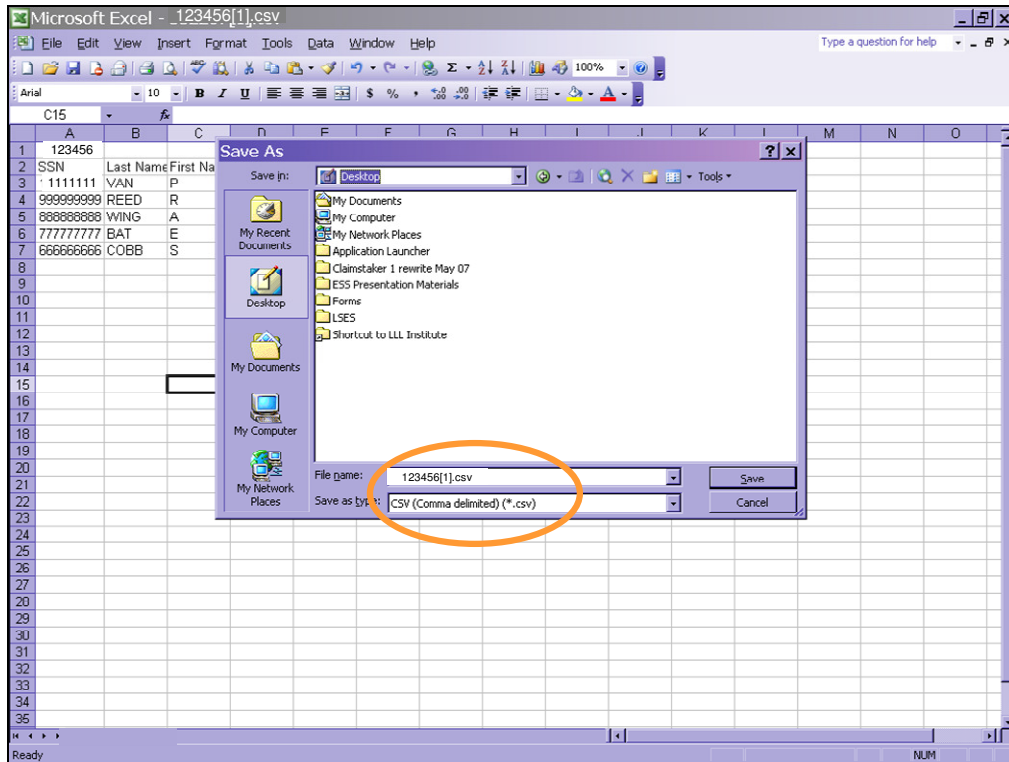 Microsoft Excel - 123456[1].csv
File Edit View Insert Format Tools Data Window Help Type a question for help
100%
Arial 10 B I U $ % ,
C15 fx
A B C D E F G H I J K L M N O
1 123456
2 SSN Last Name First Na
3 1111111 VAN P
4 999999999 REED R
5 888888888 WING A
6 777777777 BAT E
7 666666666 COBB S
8
9
10
11
12
13
14
15
16
17
18
19
20
21
22
23
24
25
26
27
28
29
30
31
32
33
34
35
Save As
Save in: Desktop Tools
My Recent Documents
Desktop
My Documents
My Computer
My Network Places
My Documents
My Computer
My Network Places
Application Launcher
Claimstaker 1 rewrite May 07
ESS Presentation Materials
Forms
LSES
Shortcut to LLL Institute
File name: 123456[1].csv Save
Save as type: CSV (Comma delimited) (*.csv) Cancel
Ready NUM